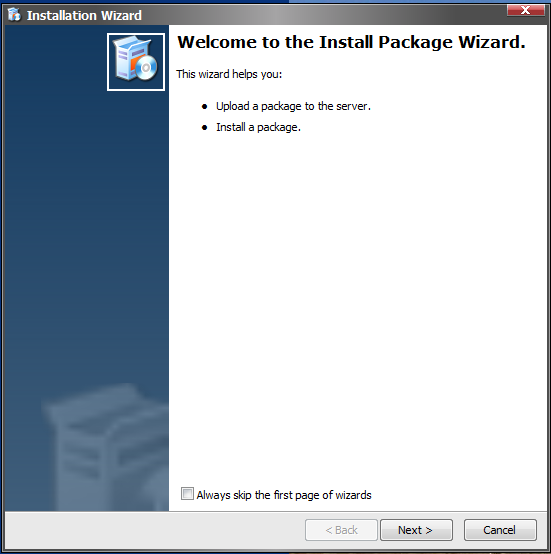 Installation Wizard
Welcome to the Install Package Wizard.
This wizard helps you:
• Upload a package to the server.
• Install a package.
Always skip the first page of wizards
< Back Next > Cancel